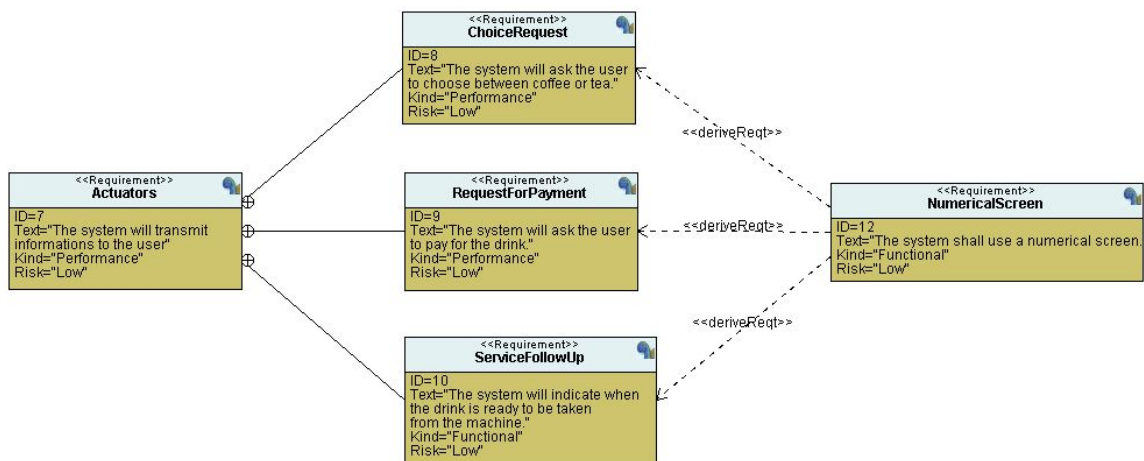 <<Requirement>>
ChoiceRequest
ID=8
Text="The system will ask the user
to choose between coffee or tea."
Kind="Performance"
Risk="Low"
<<deriveReqt>>
<<Requirement>>
Actuators
ID=7
Text="The system will transmit
informations to the user"
Kind="Performance"
Risk="Low"
<<Requirement>>
RequestForPayment
ID=9
Text="The system will ask the user
to pay for the drink."
Kind="Performance"
Risk="Low"
<<deriveReqt>>
<<Requirement>>
NumericalScreen
ID=12
Text="The system shall use a numerical screen.
Kind="Functional"
Risk="Low"
<<deriveReqt>>
<<Requirement>>
ServiceFollowUp
ID=10
Text="The system will indicate when
the drink is ready to be taken
from the machine."
Kind="Functional"
Risk="Low"